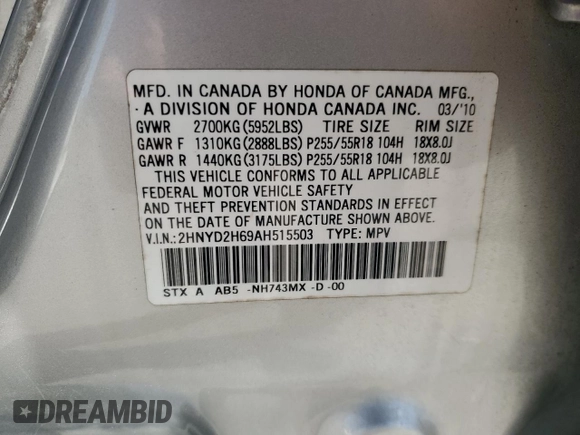 MFD. IN CANADA BY HONDA OF CANADA MFG.,
A DIVISION OF HONDA CANADA INC. 03/'10
GVWR 2700KG(5952LBS) TIRE SIZE RIM SIZE
GAWR F 1310KG(2888LBS) P255/55R18 104H 18X8.0J
GAWR R 1440KG(3175LBS) P255/55R18 104H 18X8.0J
THIS VEHICLE CONFORMS TO ALL APPLICABLE
FEDERAL MOTOR VEHICLE SAFETY
AND THEFT PREVENTION STANDARDS IN EFFECT
ON THE DATE OF MANUFACTURE SHOWN ABOVE.
V.I.N.:2HNYD2H69AH515503 TYPE: MPV
STX A AB5 -NH743MX -D -00
DREAMBID